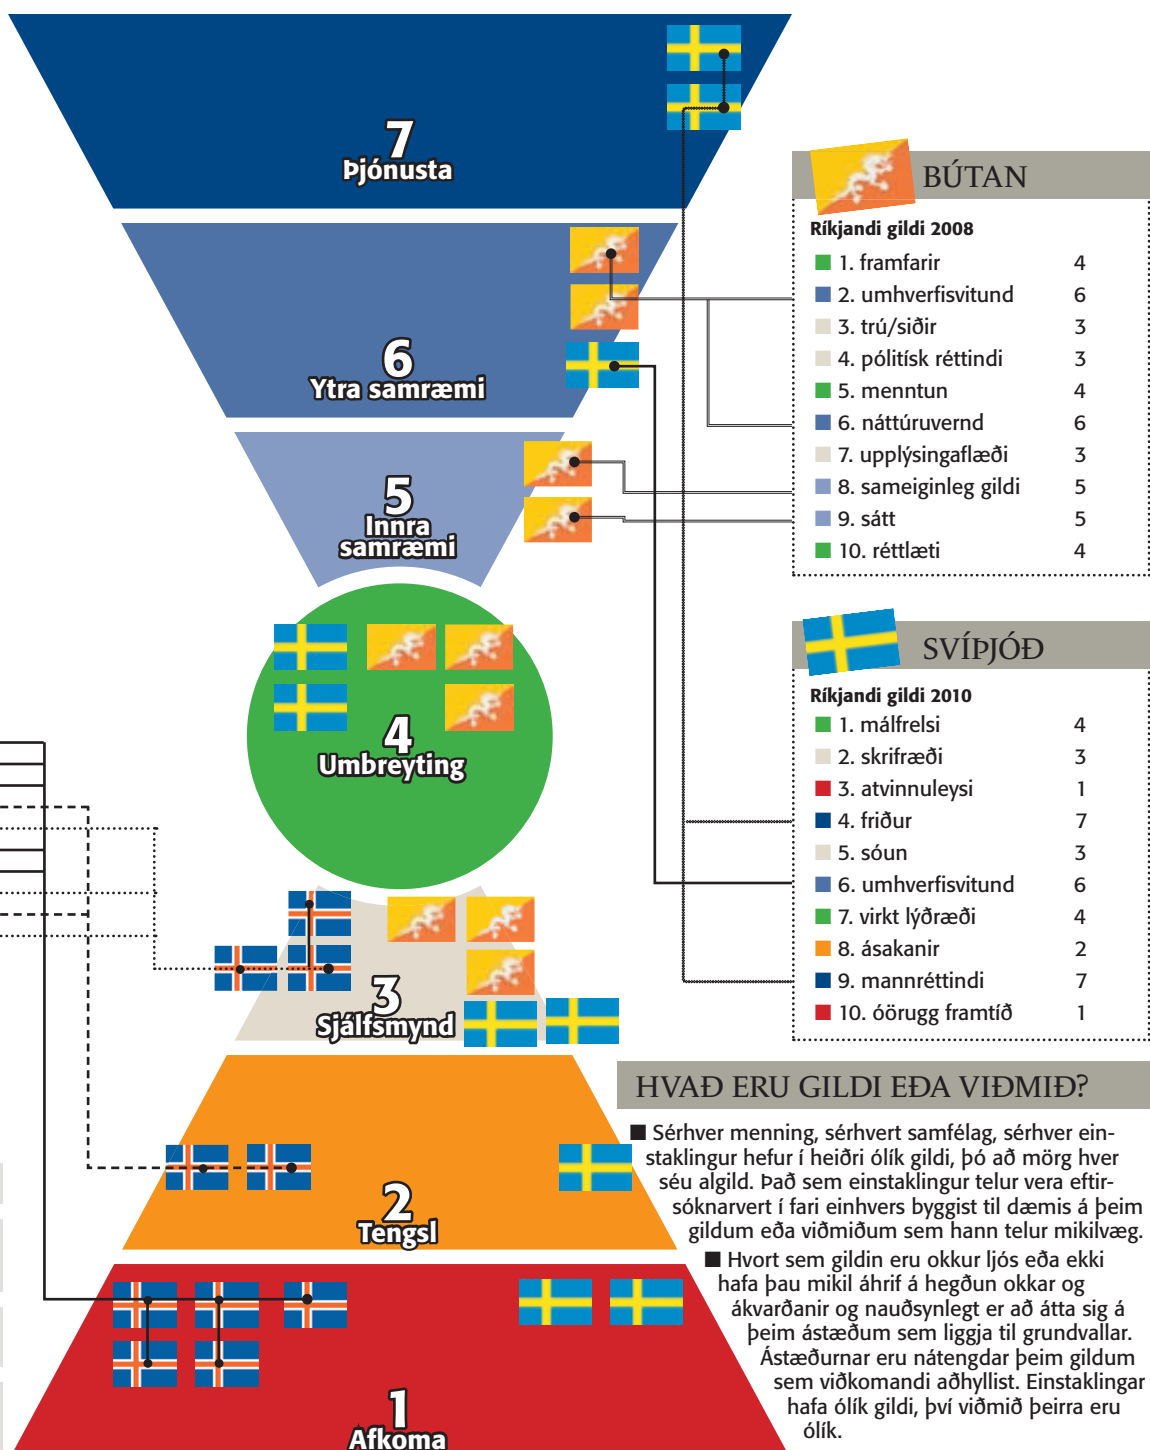 7
Þjónusta
6
Ytra samræmi
5
Innra
samræmi
4
Umbreyting
3
Sjálfsmynd
2
Tengsl
1
Afkoma
BÚTAN
Ríkjandi gildi 2008
1. framfarir 4
2. umhverfisvitund 6
3. trú/siðir 3
4. pólitísk réttindi 3
5. menntun 4
6. náttúruvernd 6
7. upplýsingaflæði 3
8. sameiginleg gildi 5
9. sátt 5
10. réttlæti 4
SVÍÞJÓÐ
Ríkjandi gildi 2010
1. málfrelsi 4
2. skrifræði 3
3. atvinnuleysi 1
4. friður 7
5. sóun 3
6. umhverfisvitund 6
7. virkt lýðræði 4
8. ásakanir 2
9. mannréttindi 7
10. óörugg framtíð 1
HVAÐ ERU GILDI EÐA VIÐMIÐ?
■ Sérhver menning, sérhvert samfélag, sérhver ein-
staklingur hefur í heiðri ólík gildi, þó að mörg hver
séu algild. Það sem einstaklingur telur vera eftir-
sóknarvert í fari einhvers byggist til dæmis á þeim
gildum eða viðmiðum sem hann telur mikilvæg.
■ Hvort sem gildin eru okkur ljós eða ekki
hafa þau mikil áhrif á hegðun okkar og
ákvarðanir og nauðsynlegt er að átta sig á
þeim ástæðum sem liggja til grundvallar.
Ástæðurnar eru nátengdar þeim gildum
sem viðkomandi aðhyllist. Einstaklingar
hafa ólík gildi, því viðmið þeirra eru
ólík.